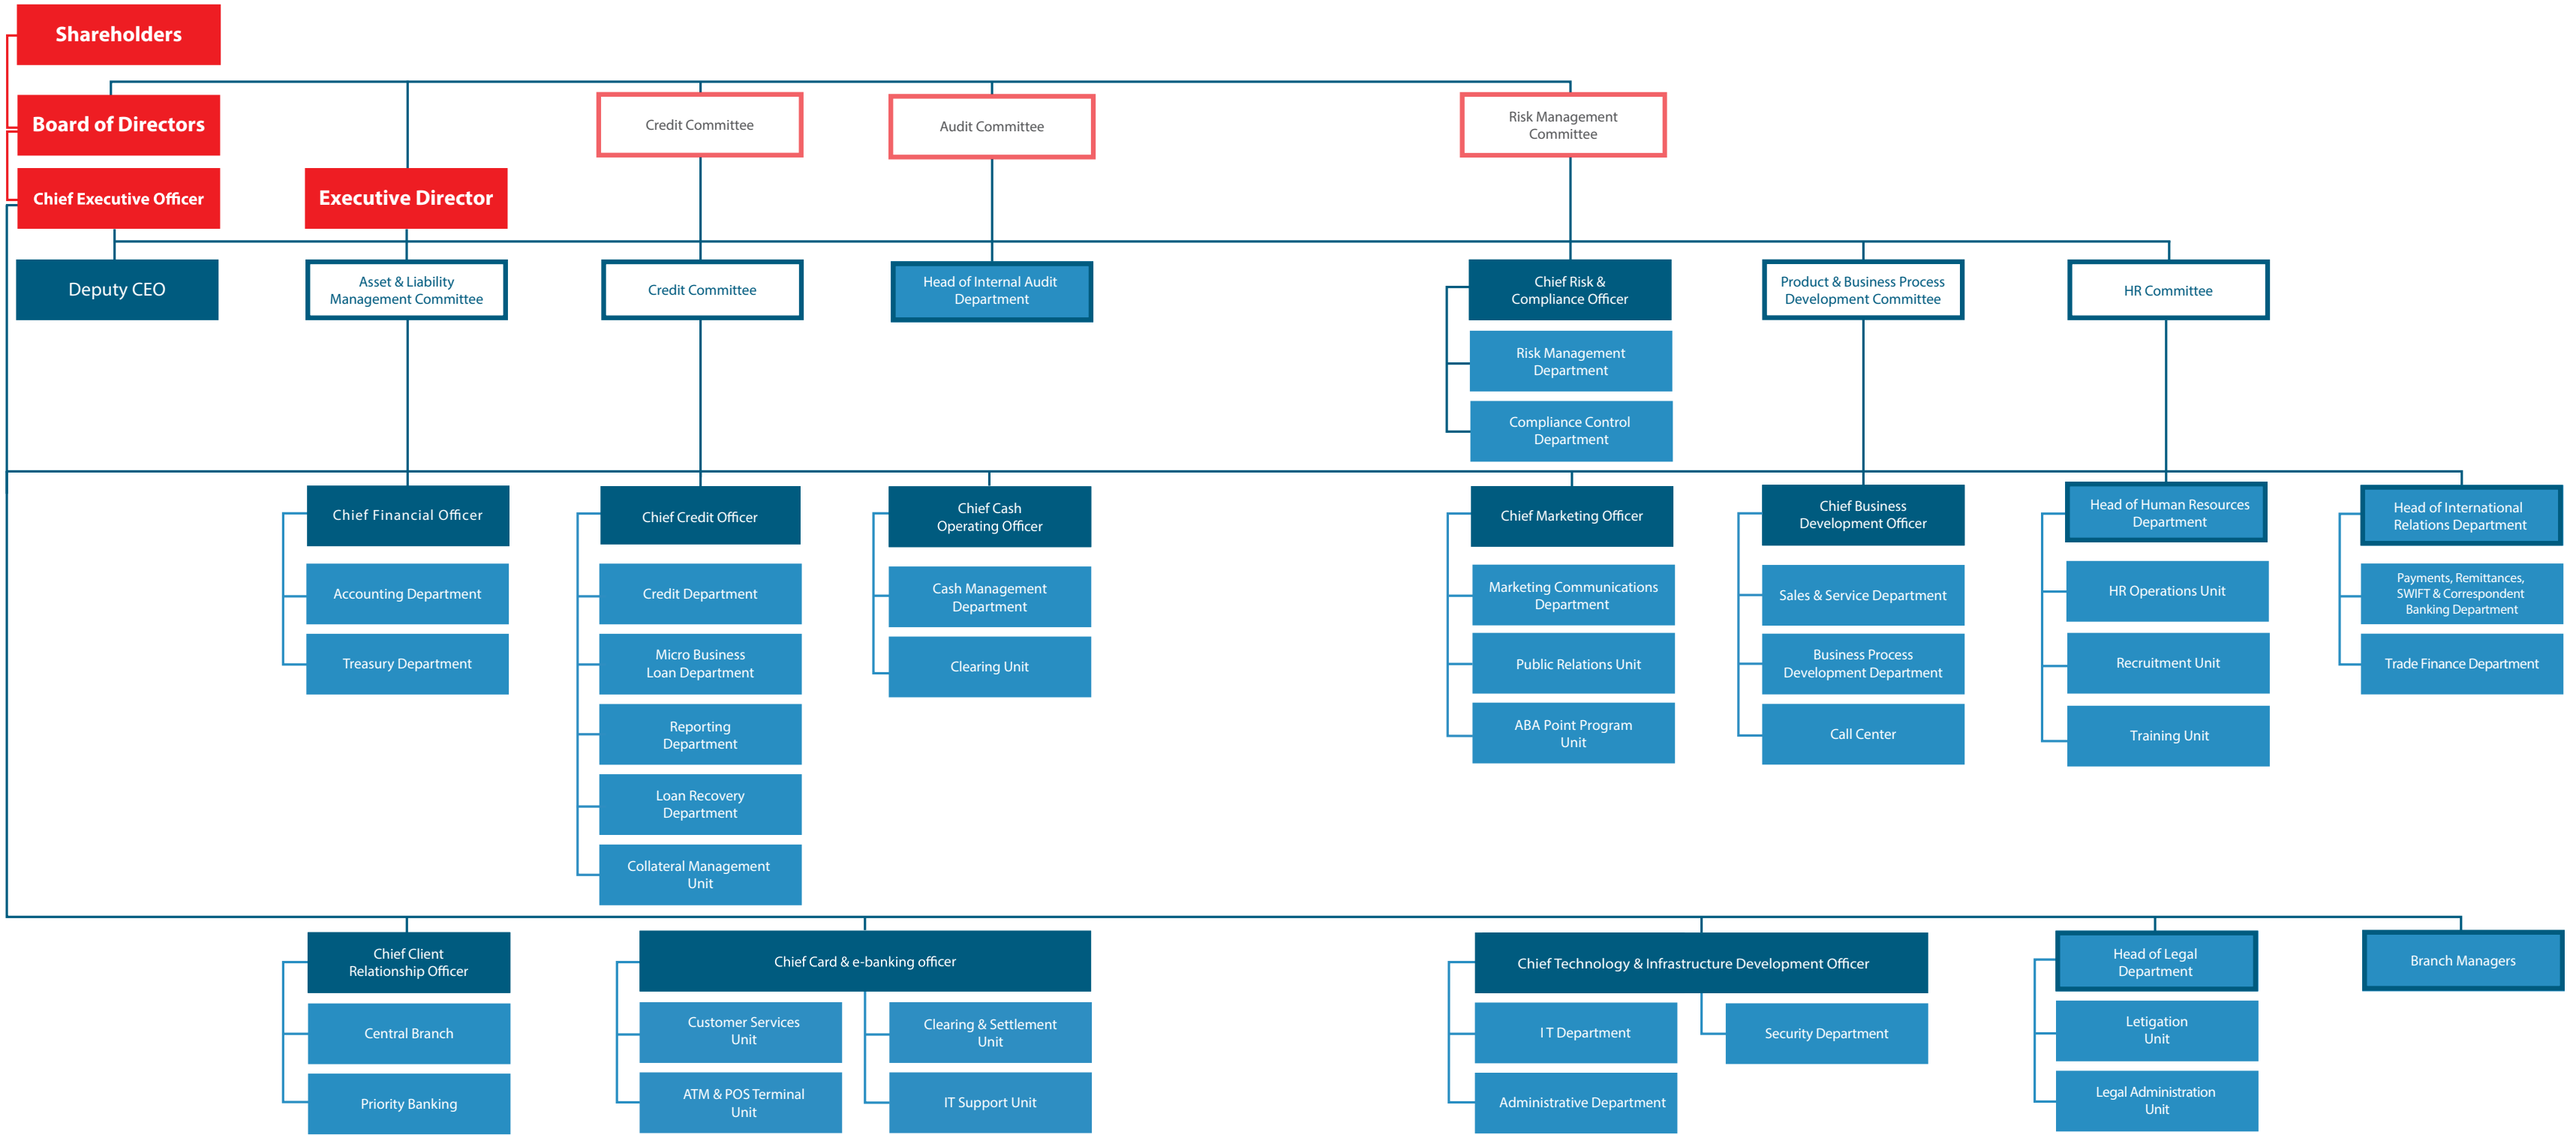 Shareholders
Board of Directors
Credit Committee
Audit Committee
Risk Management
Committee
Chief Executive Officer
Executive Director
Deputy CEO
Asset & Liability
Management Committee
Credit Committee
Head of Internal Audit
Department
Chief Risk &
Compliance Officer
Product & Business Process
Development Committee
HR Committee
Risk Management
Department
Compliance Control
Department
Chief Financial Officer
Accounting Department
Treasury Department
Chief Credit Officer
Credit Department
Micro Business
Loan Department
Reporting
Department
Loan Recovery
Department
Collateral Management
Unit
Chief Cash
Operating Officer
Cash Management
Department
Clearing Unit
Chief Marketing Officer
Marketing Communications
Department
Public Relations Unit
ABA Point Program
Unit
Chief Business
Development Officer
Sales & Service Department
Business Process
Development Department
Call Center
Head of Human Resources
Department
HR Operations Unit
Recruitment Unit
Training Unit
Head of International
Relations Department
Payments, Remittances,
SWIFT & Correspondent
Banking Department
Trade Finance Department
Chief Client
Relationship Officer
Central Branch
Priority Banking
Chief Card & e-banking officer
Customer Services
Unit
ATM & POS Terminal
Unit
Clearing & Settlement
Unit
IT Support Unit
Chief Technology & Infrastructure Development Officer
IT Department
Administrative Department
Security Department
Head of Legal
Department
Letigation
Unit
Legal Administration
Unit
Branch Managers